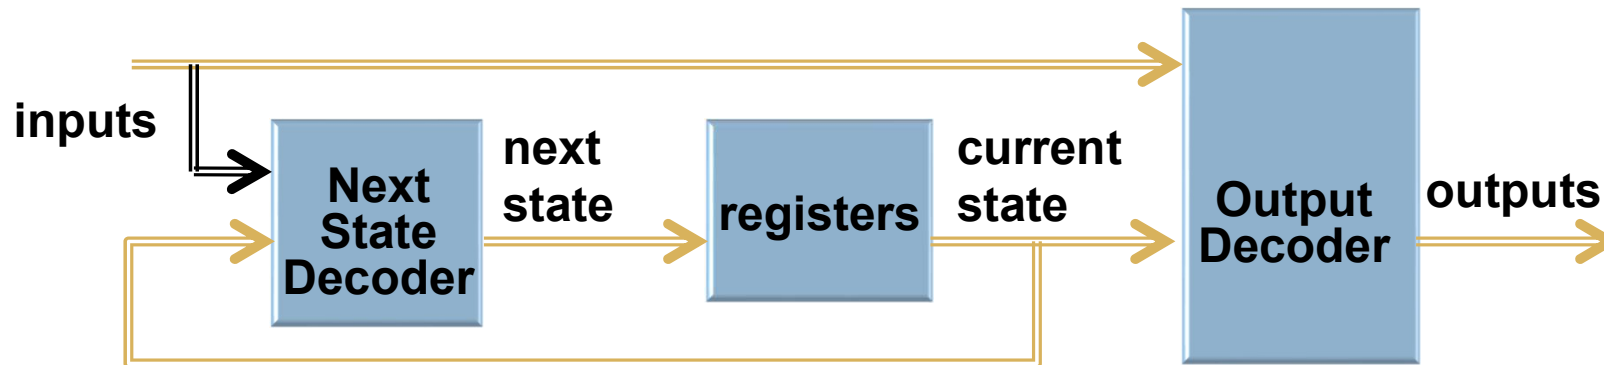 inputs
Next
State
Decoder
next
state
registers
current
state
Output
Decoder
outputs